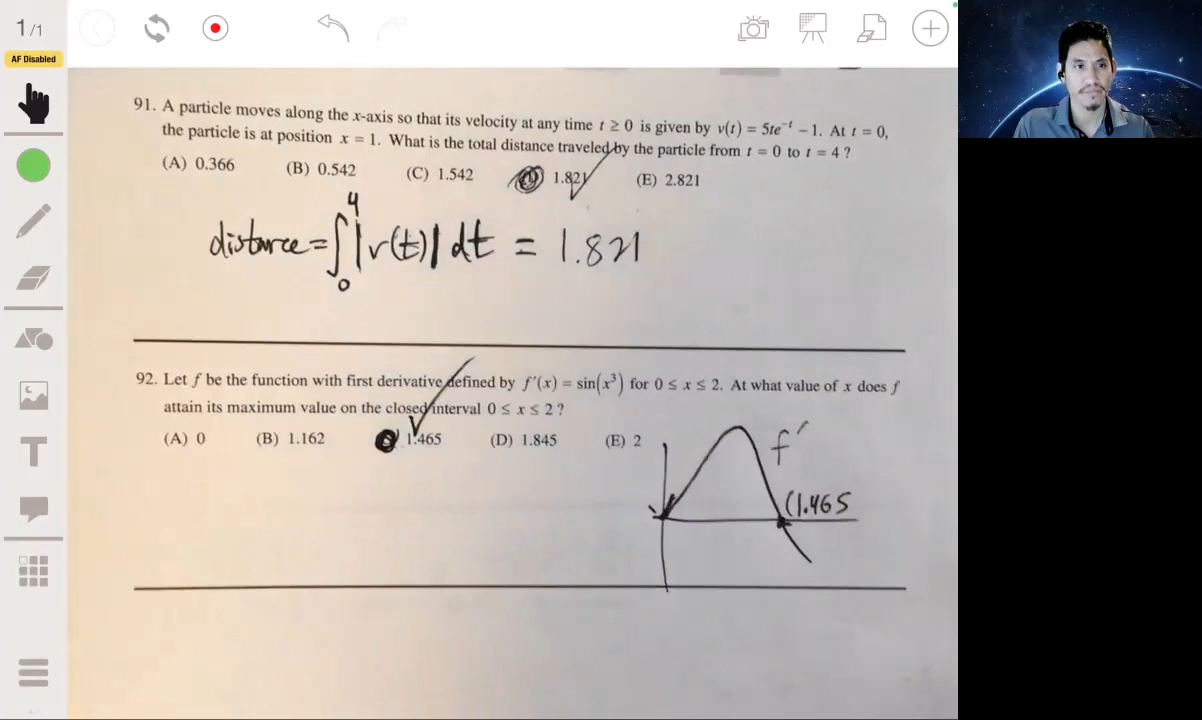 1/1
AF Disabled
91. A particle moves along the x-axis so that its velocity at any time t ≥ 0 is given by v(t) = 5te⁻ᵗ − 1. At t = 0,
the particle is at position x = 1. What is the total distance traveled by the particle from t = 0 to t = 4 ?
(A) 0.366 (B) 0.542 (C) 1.542 1.821 (E) 2.821
distance = ∫₀⁴ |v(t)| dt = 1.821
92. Let f be the function with first derivative defined by f′(x) = sin(x³) for 0 ≤ x ≤ 2. At what value of x does f
attain its maximum value on the closed interval 0 ≤ x ≤ 2 ?
(A) 0 (B) 1.162 1.465 (D) 1.845 (E) 2
f′
(1.465
T